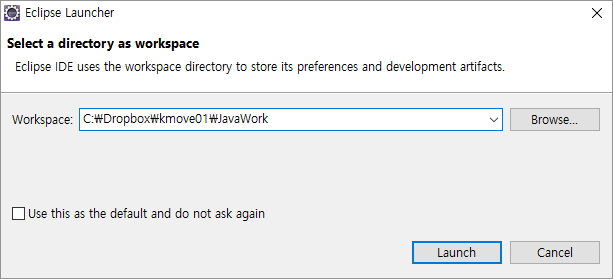 Eclipse Launcher
Select a directory as workspace
Eclipse IDE uses the workspace directory to store its preferences and development artifacts.
Workspace: C:₩Dropbox₩kmove01₩JavaWork Browse...
Use this as the default and do not ask again
Launch Cancel